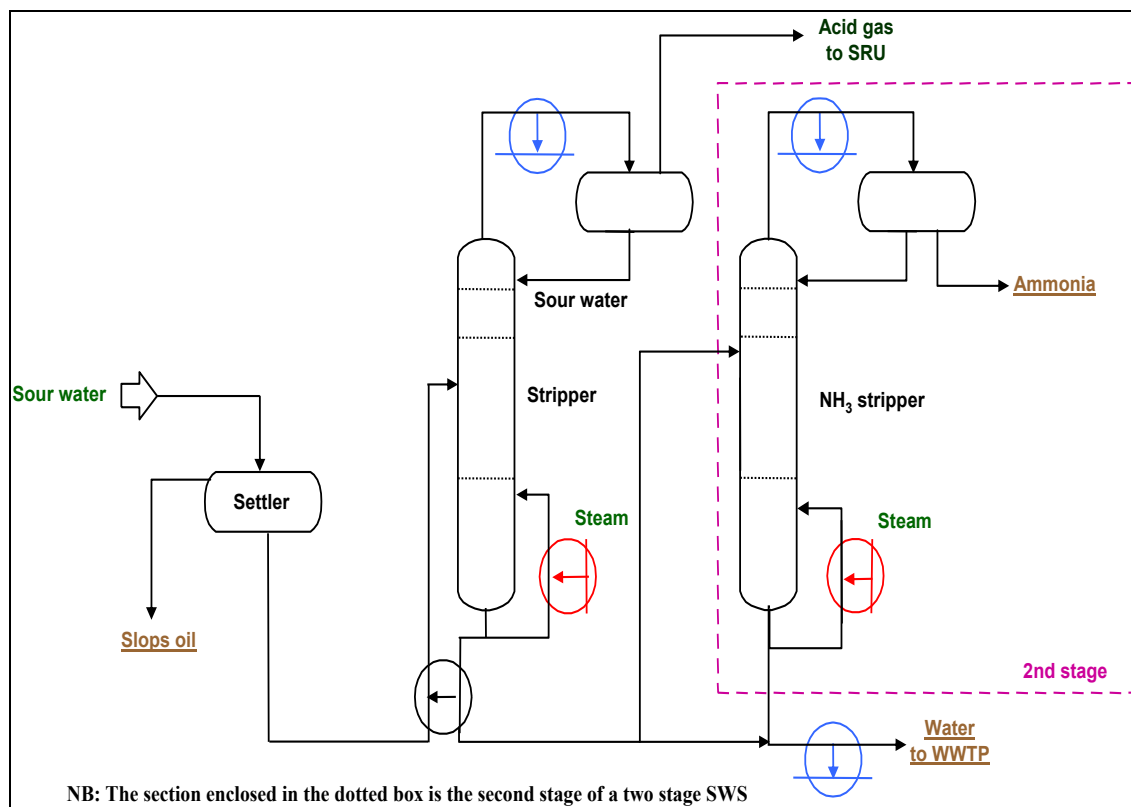 Acid gas
to SRU
Sour water
Ammonia
Sour water
Stripper
NH₃ stripper
Settler
Steam
Steam
Slops oil
2nd stage
Water
to WWTP
NB: The section enclosed in the dotted box is the second stage of a two stage SWS